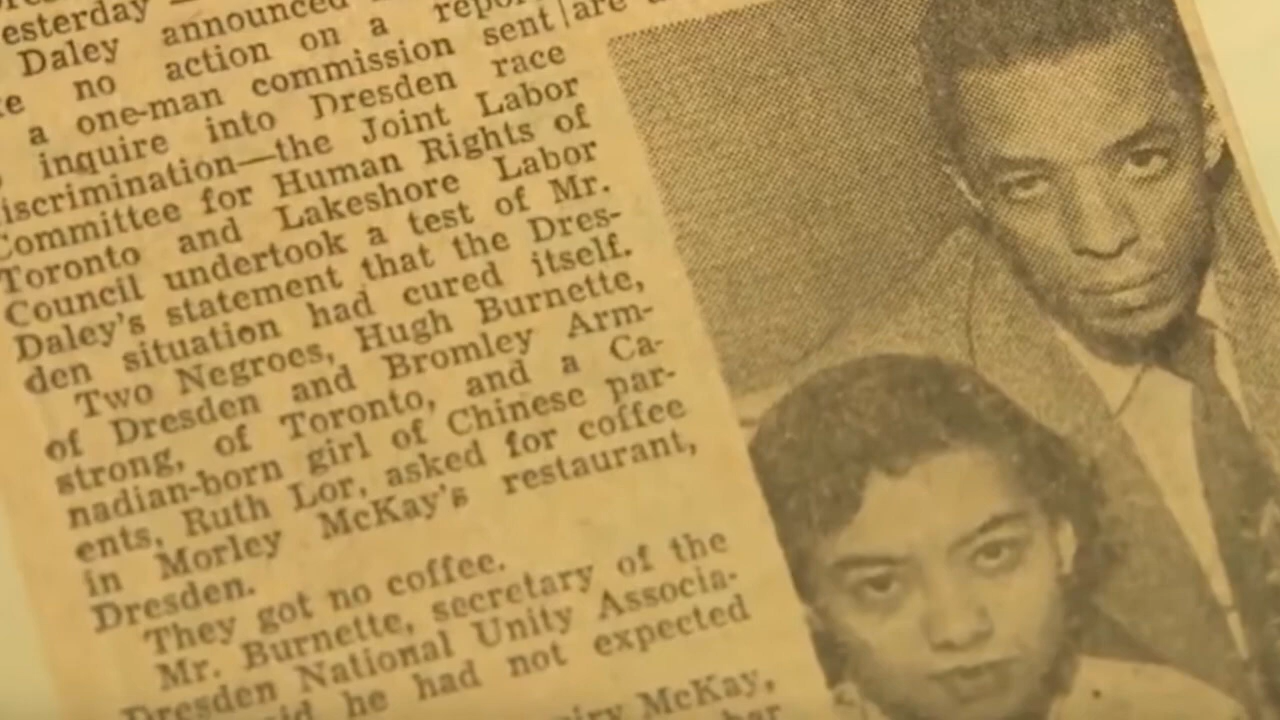 esterday
Daley announced
no action on a
a one-man commission sent are
inquire into Dresden race
iscrimination—the Joint Labor
Committee for Human Rights of
Toronto and Lakeshore Labor
Council undertook a test of Mr.
Daley's statement that the Dres-
den situation had cured itself.
Two Negroes, Hugh Burnette,
of Dresden and Bromley Arm-
strong, of Toronto, and a Ca-
nadian-born girl of Chinese par-
ents, Ruth Lor, asked for coffee
in Morley McKay's restaurant,
Dresden.
They got no coffee.
Mr. Burnette, secretary of the
Dresden National Unity Associa-
he had not expected
McKay,